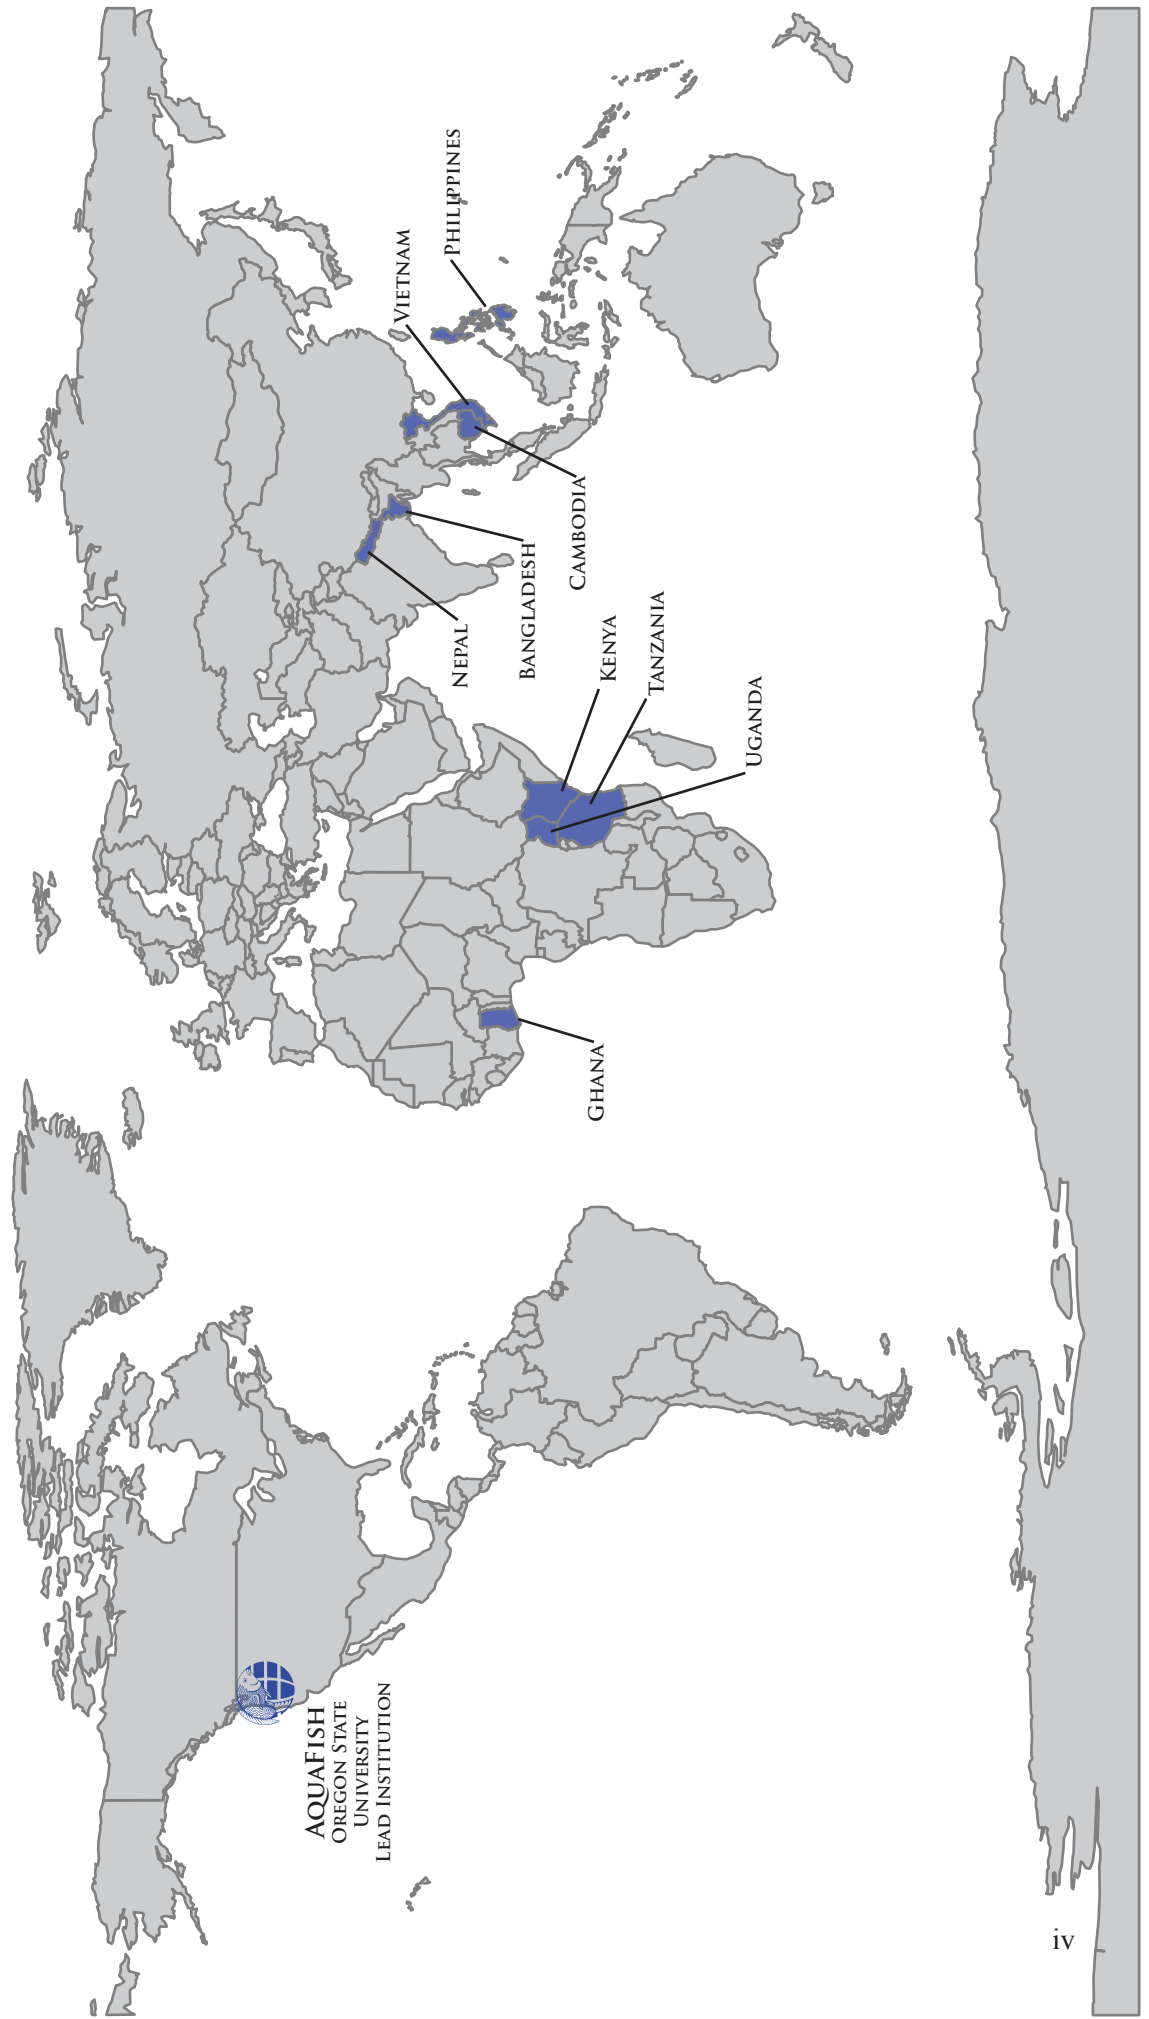 AquaFish
Oregon State
University
Lead Institution
Ghana
Uganda
Tanzania
Kenya
Nepal
Bangladesh
Cambodia
Vietnam
Philippines
iv